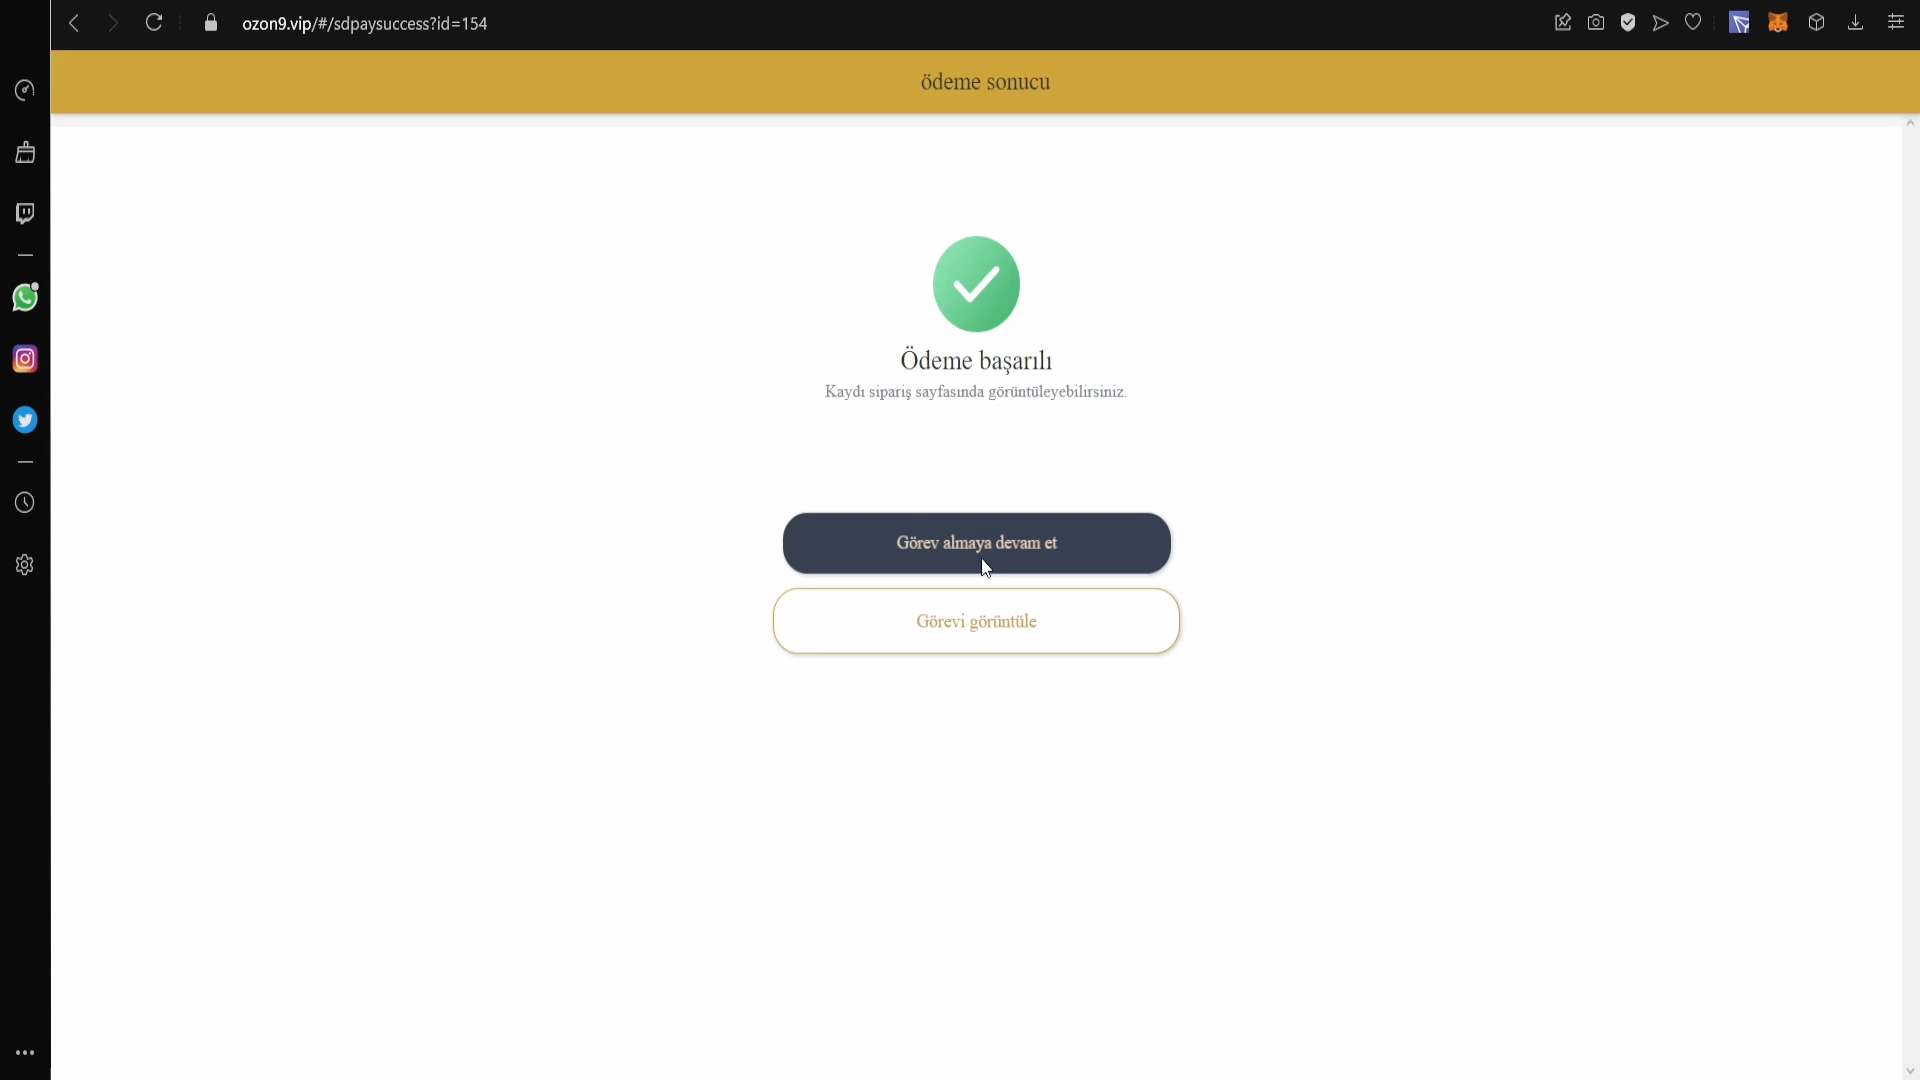 ozon9.vip/#/sdpaysuccess?id=154
ödeme sonucu
Ödeme başarılı
Kaydı sipariş sayfasında görüntüleyebilirsiniz.
Görev almaya devam et
Görevi görüntüle